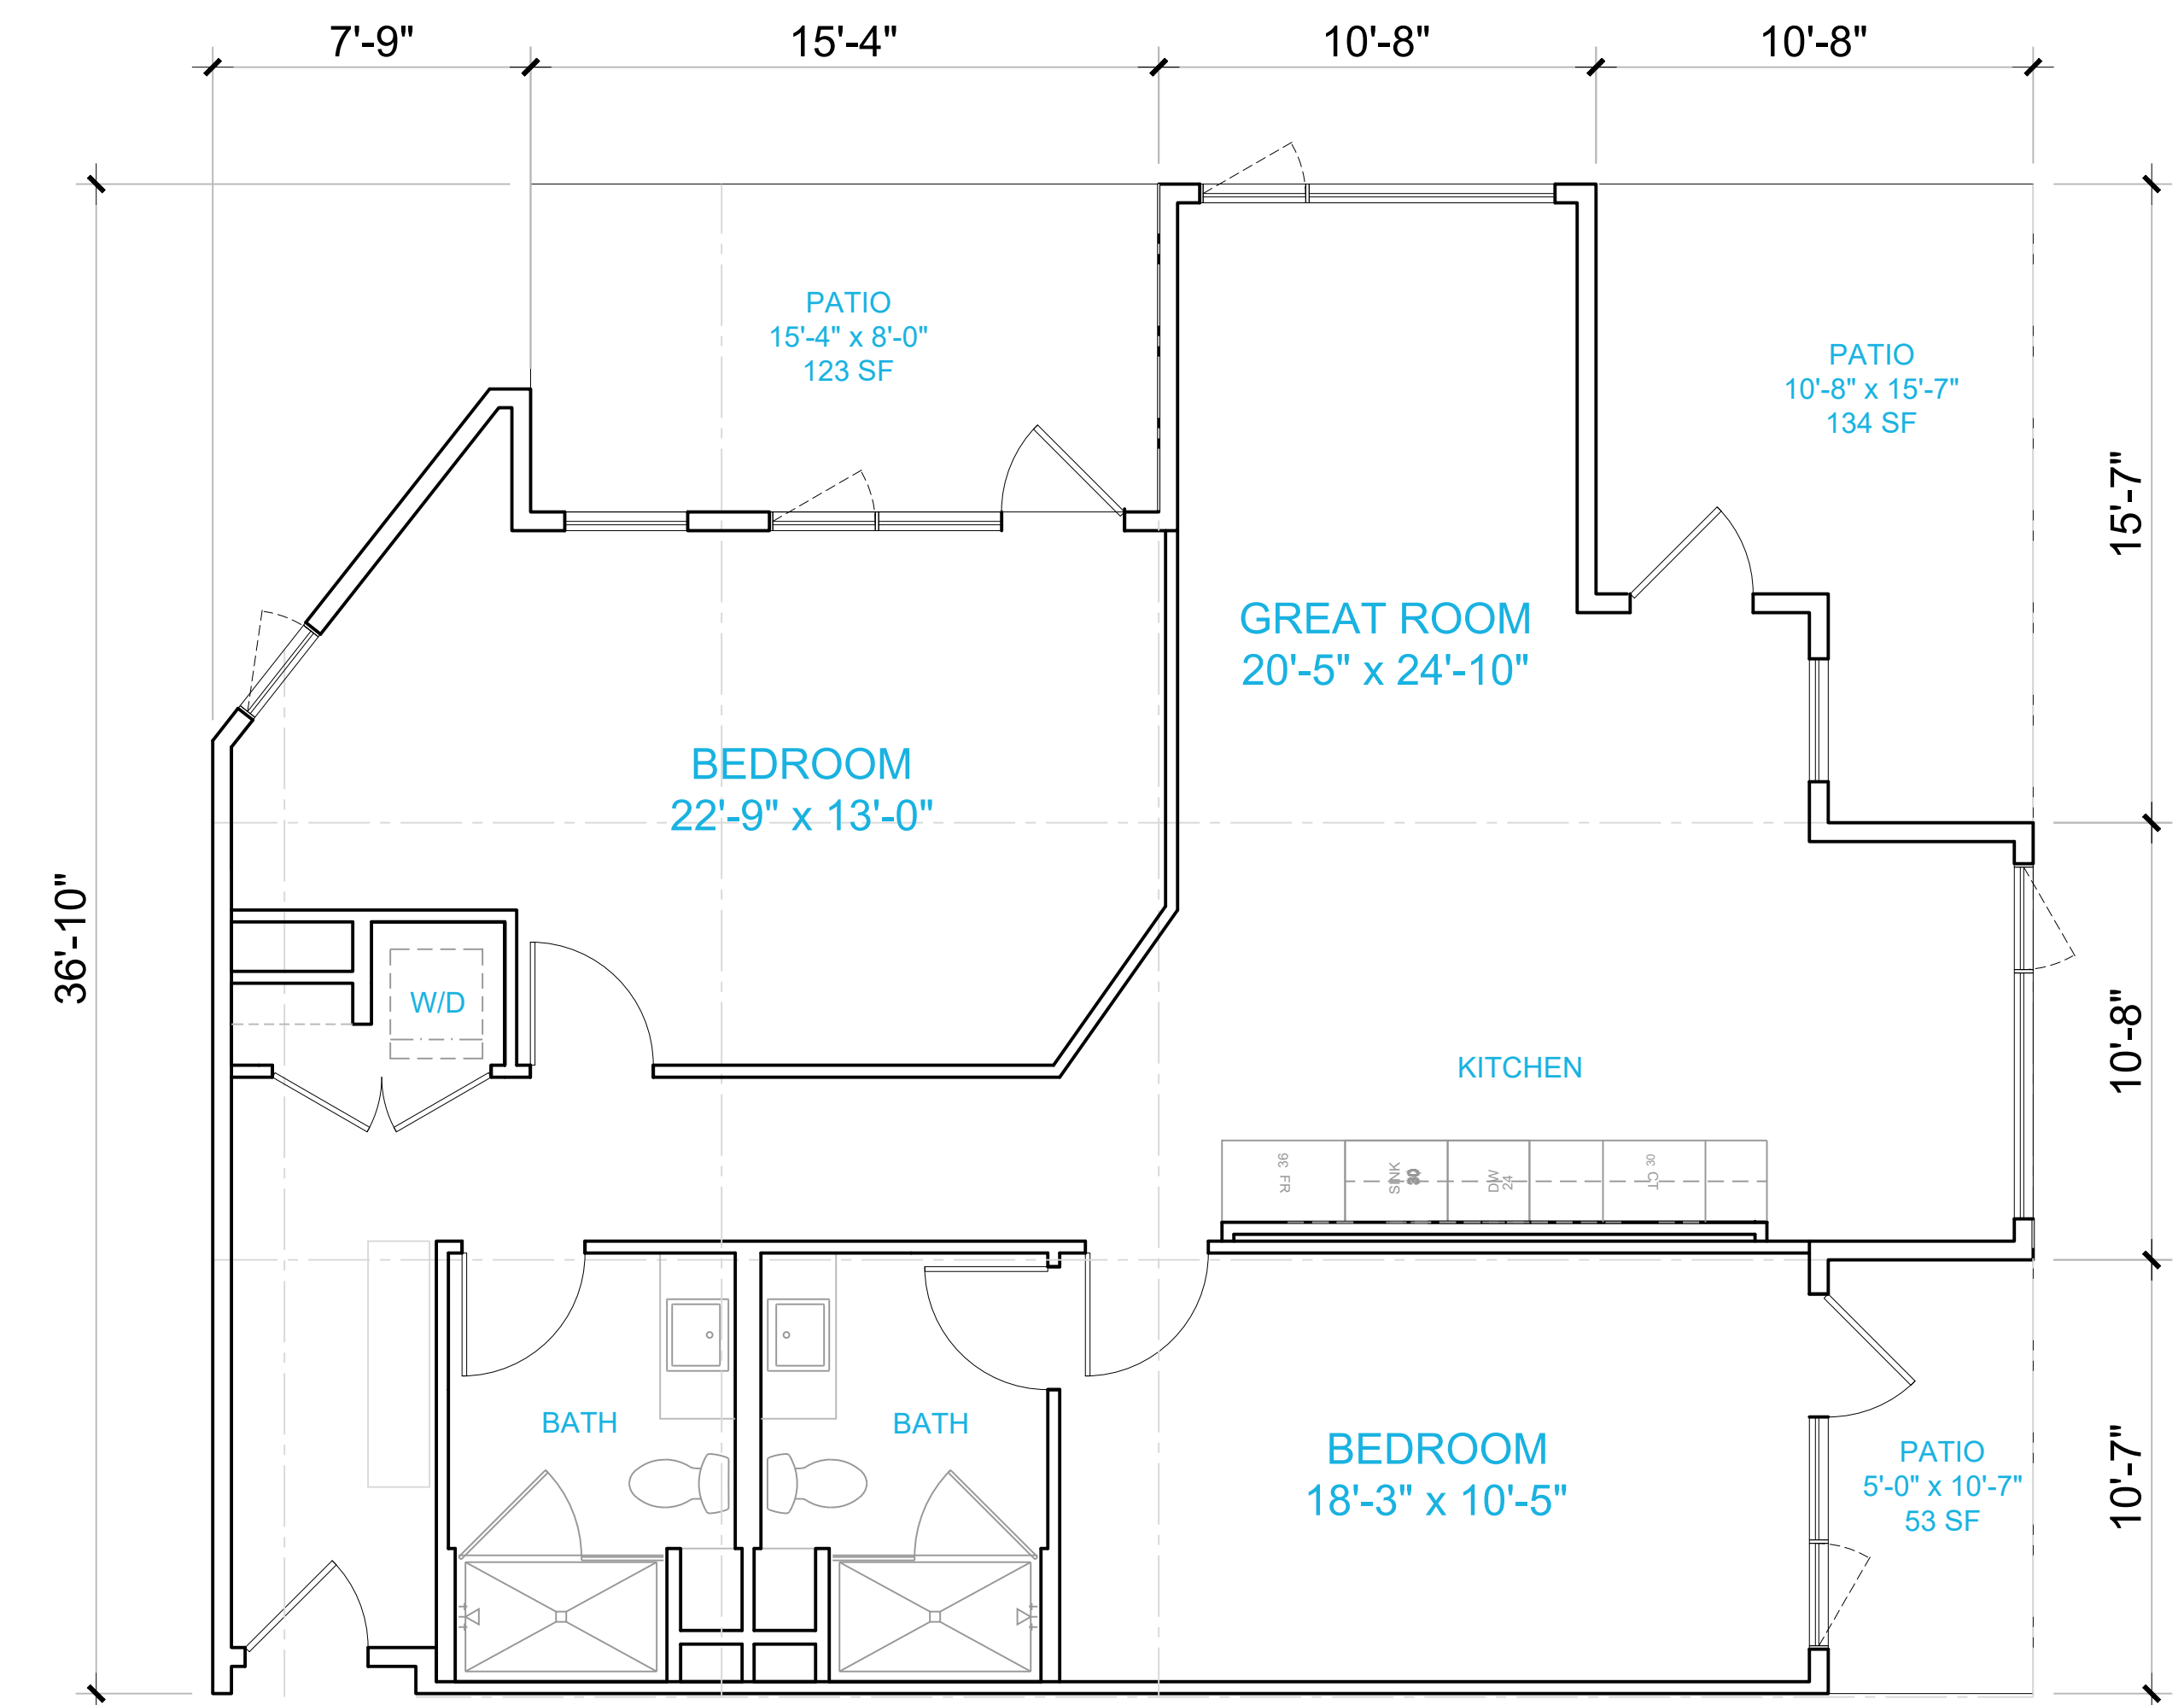 7'-9" 15'-4" 10'-8" 10'-8"
PATIO
15'-4" x 8'-0"
123 SF
PATIO
10'-8" x 15'-7"
134 SF
15'-7"
GREAT ROOM
20'-5" x 24'-10"
BEDROOM
22'-9" x 13'-0"
36'-10"
W/D
10'-8"
KITCHEN
36 FR
SINK
30
DW
24
30 CT
BATH
BATH
BEDROOM
18'-3" x 10'-5"
PATIO
5'-0" x 10'-7"
53 SF
10'-7"